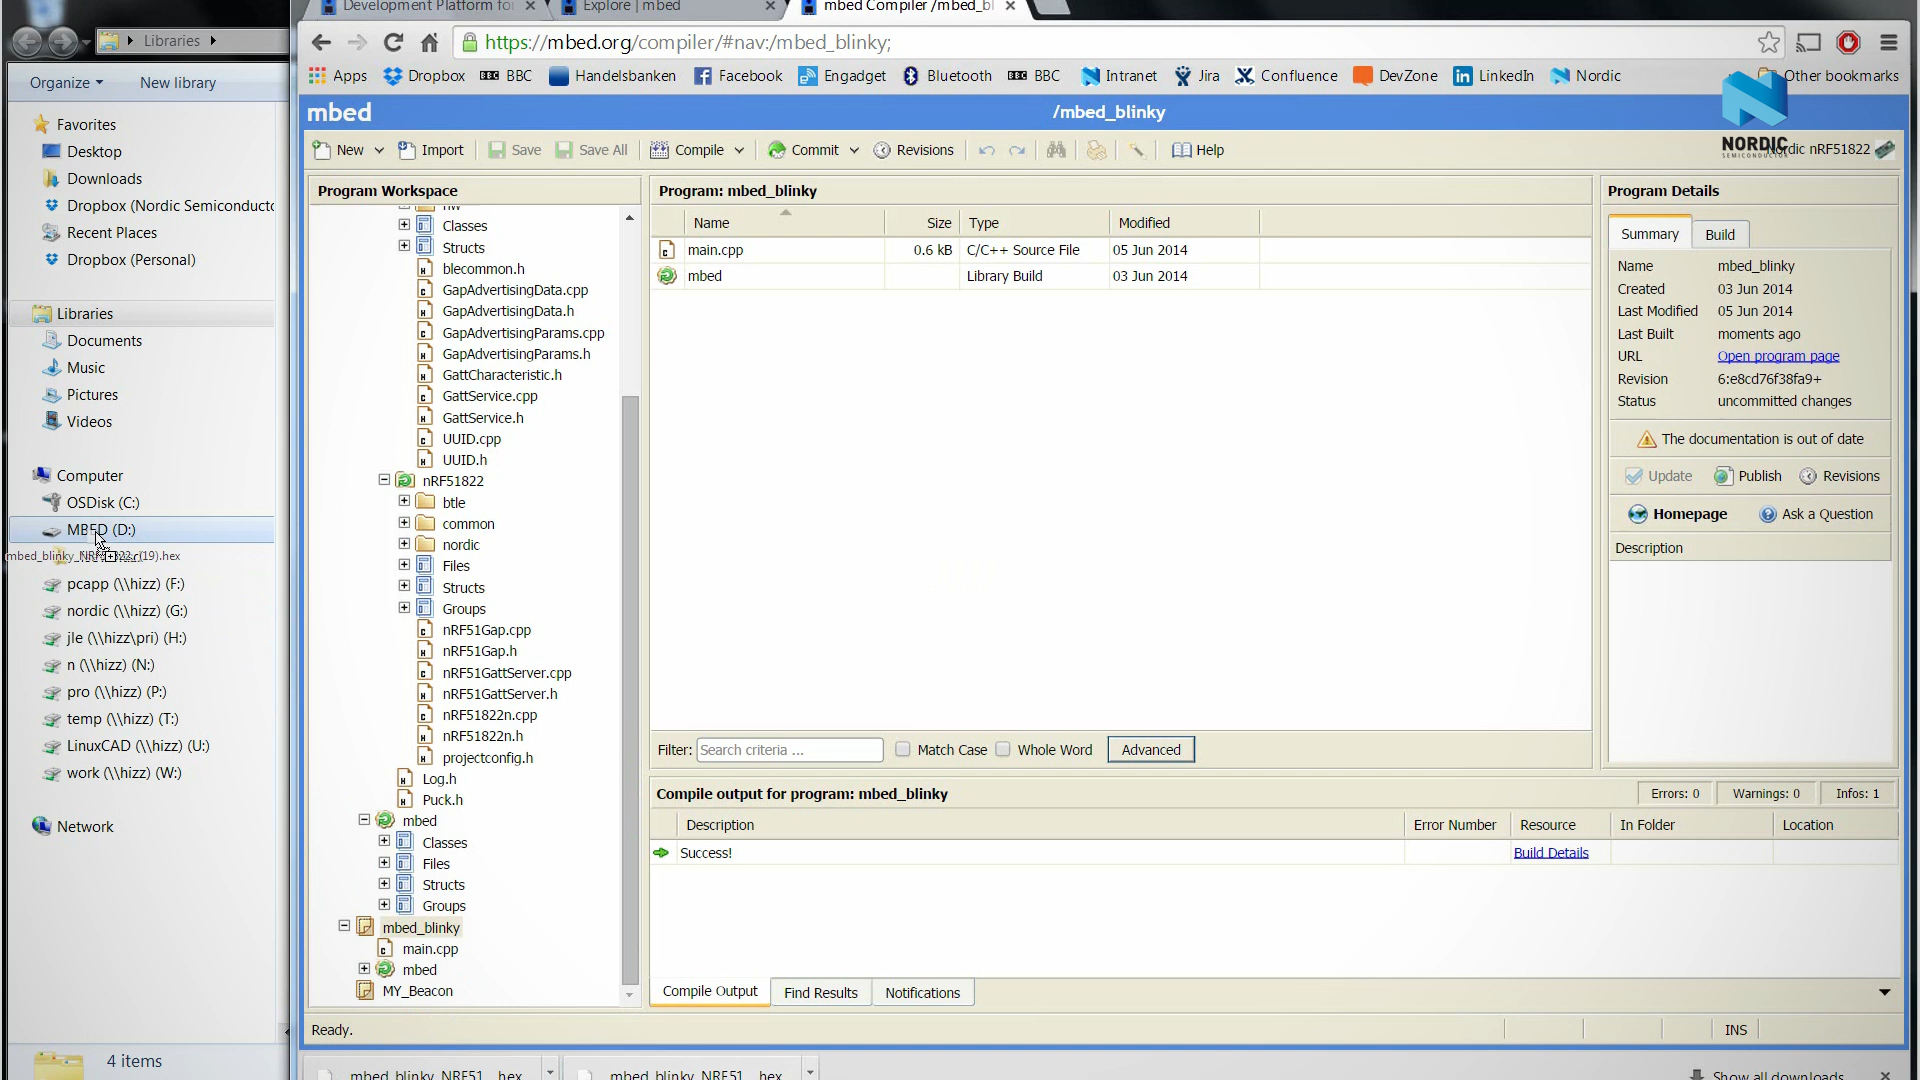 Development Platform for
Explore | mbed
mbed Compiler /mbed_bl
Libraries
https://mbed.org/compiler/#nav:/mbed_blinky;
Apps Dropbox BBC Handelsbanken Facebook Engadget Bluetooth BBC Intranet Jira Confluence DevZone LinkedIn Nordic Other bookmarks
Organize New library
mbed
/mbed_blinky
NORDIC
SEMICONDUCTOR
New Import Save Save All Compile Commit Revisions Help
Nordic nRF51822
Favorites
Desktop
Downloads
Dropbox (Nordic Semiconducto
Recent Places
Dropbox (Personal)
Libraries
Documents
Music
Pictures
Videos
Computer
OSDisk (C:)
MBED (D:)
mbed_blinky_NRF51822 (19).hex
pcapp (\\hizz) (F:)
nordic (\\hizz) (G:)
jle (\\hizz\pri) (H:)
n (\\hizz) (N:)
pro (\\hizz) (P:)
temp (\\hizz) (T:)
LinuxCAD (\\hizz) (U:)
work (\\hizz) (W:)
Network
4 items
Program Workspace
hw
Classes
Structs
blecommon.h
GapAdvertisingData.cpp
GapAdvertisingData.h
GapAdvertisingParams.cpp
GapAdvertisingParams.h
GattCharacteristic.h
GattService.cpp
GattService.h
UUID.cpp
UUID.h
nRF51822
btle
common
nordic
Files
Structs
Groups
nRF51Gap.cpp
nRF51Gap.h
nRF51GattServer.cpp
nRF51GattServer.h
nRF51822n.cpp
nRF51822n.h
projectconfig.h
Log.h
Puck.h
mbed
Classes
Files
Structs
Groups
mbed_blinky
main.cpp
mbed
MY_Beacon
Program: mbed_blinky
Name Size Type Modified
main.cpp 0.6 kB C/C++ Source File 05 Jun 2014
mbed Library Build 03 Jun 2014
Filter: Search criteria ... Match Case Whole Word Advanced
Program Details
Summary Build
Name mbed_blinky
Created 03 Jun 2014
Last Modified 05 Jun 2014
Last Built moments ago
URL Open program page
Revision 6:e8cd76f38fa9+
Status uncommitted changes
The documentation is out of date
Update Publish Revisions
Homepage Ask a Question
Description
Compile output for program: mbed_blinky
Errors: 0 Warnings: 0 Infos: 1
Description Error Number Resource In Folder Location
Success! Build Details
Compile Output Find Results Notifications
Ready.
INS
mbed_blinky_NRF51....hex
mbed_blinky_NRF51....hex
Show all downloads